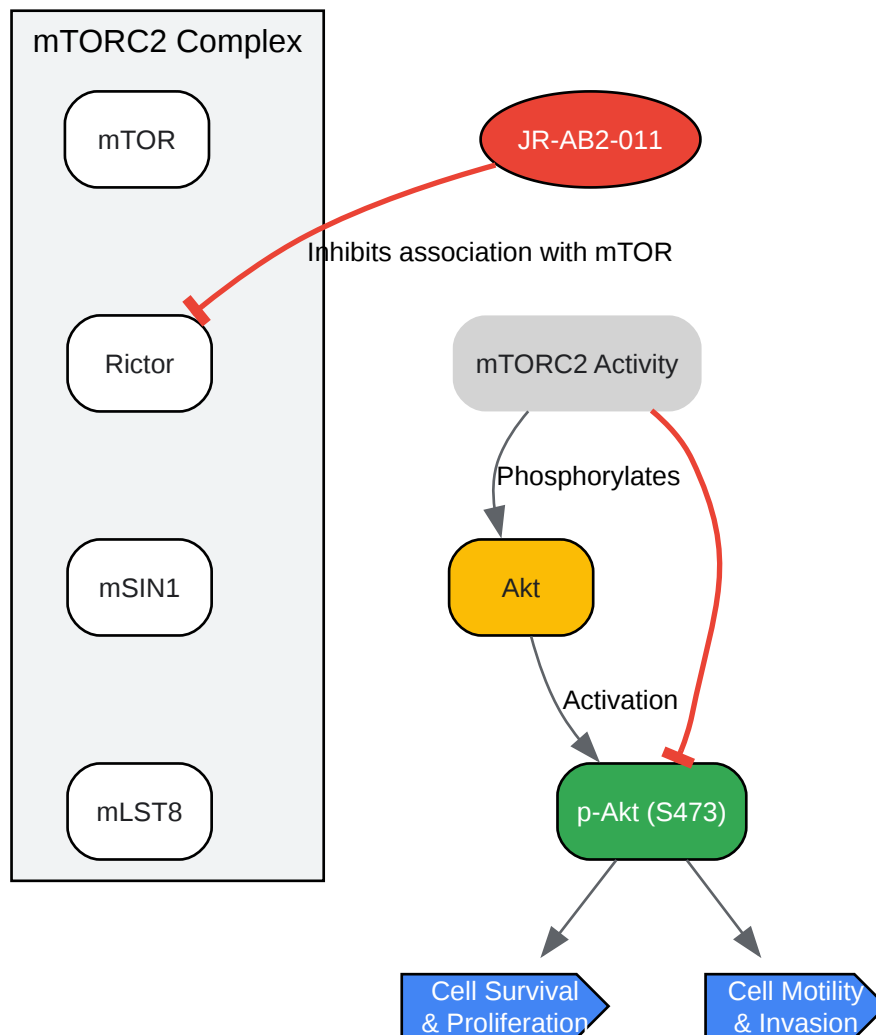 mTORC2 Complex
mTOR
JR-AB2-011
Inhibits association with mTOR
Rictor
mTORC2 Activity
Phosphorylates
mSIN1
Akt
Activation
mLST8
p-Akt (S473)
Cell Survival
& Proliferation
Cell Motility
& Invasion